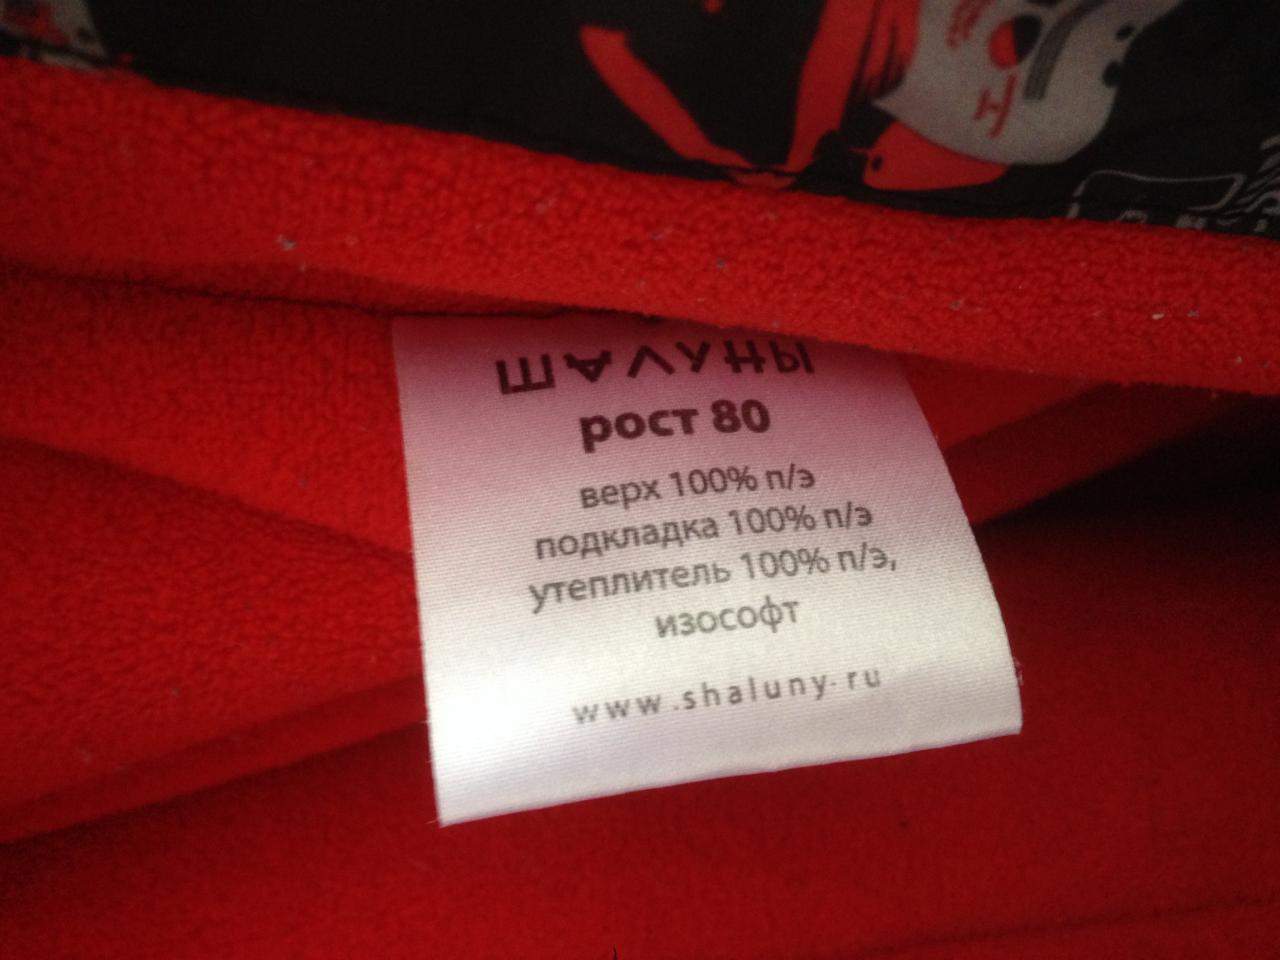 ШАЛУНЫ
рост 80
верх 100% п/э
подкладка 100% п/э
утеплитель 100% п/э,
изософт
www.shaluny.ru